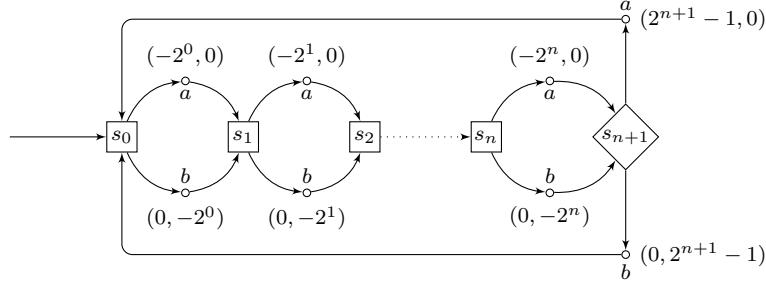 a (2^{n+1} − 1, 0)
(−2^0, 0) (−2^1, 0) (−2^n, 0)
a a a
s_0 s_1 s_2 s_n s_{n+1}
b b b
(0, −2^0) (0, −2^1) (0, −2^n)
(0, 2^{n+1} − 1)
b